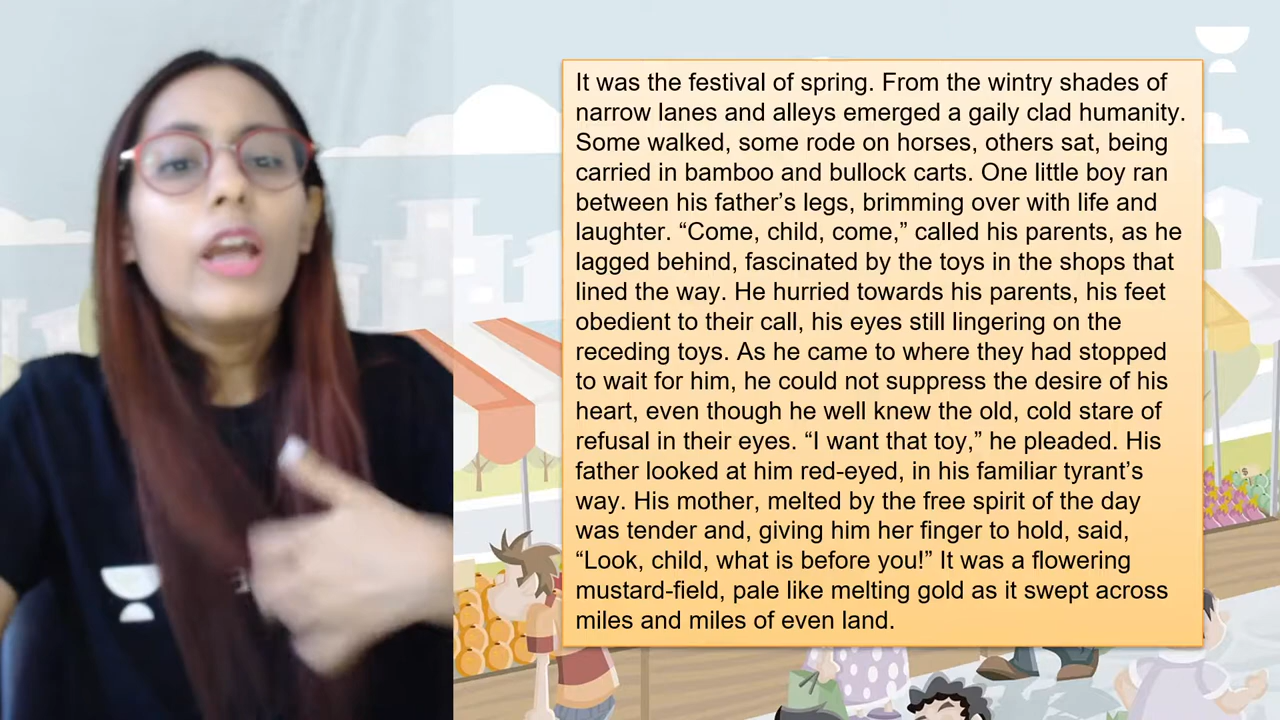 It was the festival of spring. From the wintry shades of
narrow lanes and alleys emerged a gaily clad humanity.
Some walked, some rode on horses, others sat, being
carried in bamboo and bullock carts. One little boy ran
between his father’s legs, brimming over with life and
laughter. “Come, child, come,” called his parents, as he
lagged behind, fascinated by the toys in the shops that
lined the way. He hurried towards his parents, his feet
obedient to their call, his eyes still lingering on the
receding toys. As he came to where they had stopped
to wait for him, he could not suppress the desire of his
heart, even though he well knew the old, cold stare of
refusal in their eyes. “I want that toy,” he pleaded. His
father looked at him red-eyed, in his familiar tyrant’s
way. His mother, melted by the free spirit of the day
was tender and, giving him her finger to hold, said,
“Look, child, what is before you!” It was a flowering
mustard-field, pale like melting gold as it swept across
miles and miles of even land.